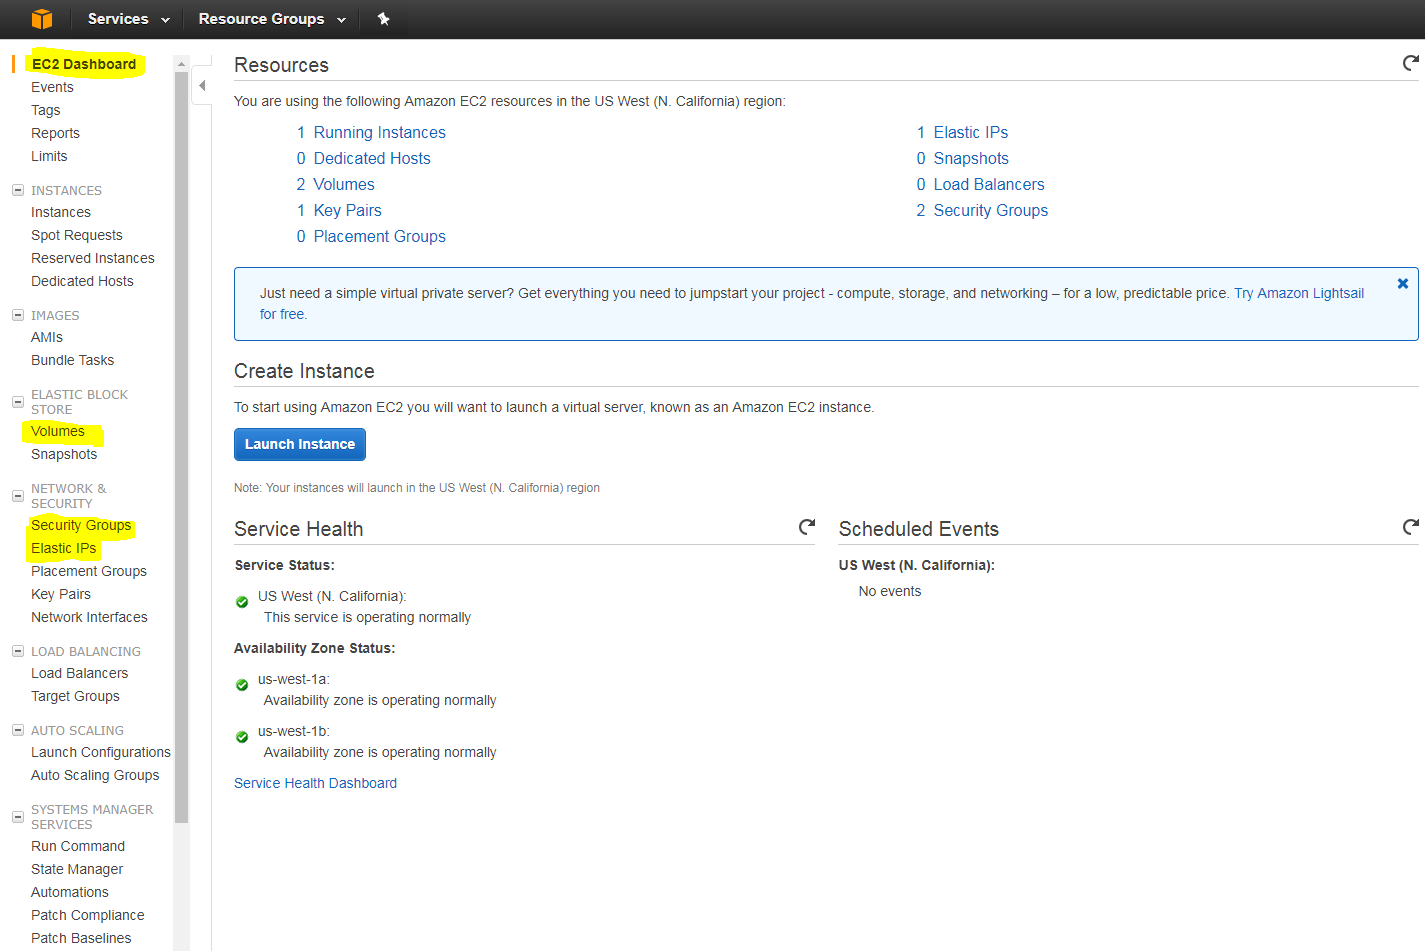 Services
Resource Groups
EC2 Dashboard
Events
Tags
Reports
Limits
INSTANCES
Instances
Spot Requests
Reserved Instances
Dedicated Hosts
IMAGES
AMIs
Bundle Tasks
ELASTIC BLOCK
STORE
Volumes
Snapshots
NETWORK &
SECURITY
Security Groups
Elastic IPs
Placement Groups
Key Pairs
Network Interfaces
LOAD BALANCING
Load Balancers
Target Groups
AUTO SCALING
Launch Configurations
Auto Scaling Groups
SYSTEMS MANAGER
SERVICES
Run Command
State Manager
Automations
Patch Compliance
Patch Baselines
Resources
You are using the following Amazon EC2 resources in the US West (N. California) region:
1 Running Instances
0 Dedicated Hosts
2 Volumes
1 Key Pairs
0 Placement Groups
1 Elastic IPs
0 Snapshots
0 Load Balancers
2 Security Groups
Just need a simple virtual private server? Get everything you need to jumpstart your project - compute, storage, and networking – for a low, predictable price. Try Amazon Lightsail
for free.
Create Instance
To start using Amazon EC2 you will want to launch a virtual server, known as an Amazon EC2 instance.
Launch Instance
Note: Your instances will launch in the US West (N. California) region
Service Health
Service Status:
US West (N. California):
This service is operating normally
Availability Zone Status:
us-west-1a:
Availability zone is operating normally
us-west-1b:
Availability zone is operating normally
Service Health Dashboard
Scheduled Events
US West (N. California):
No events